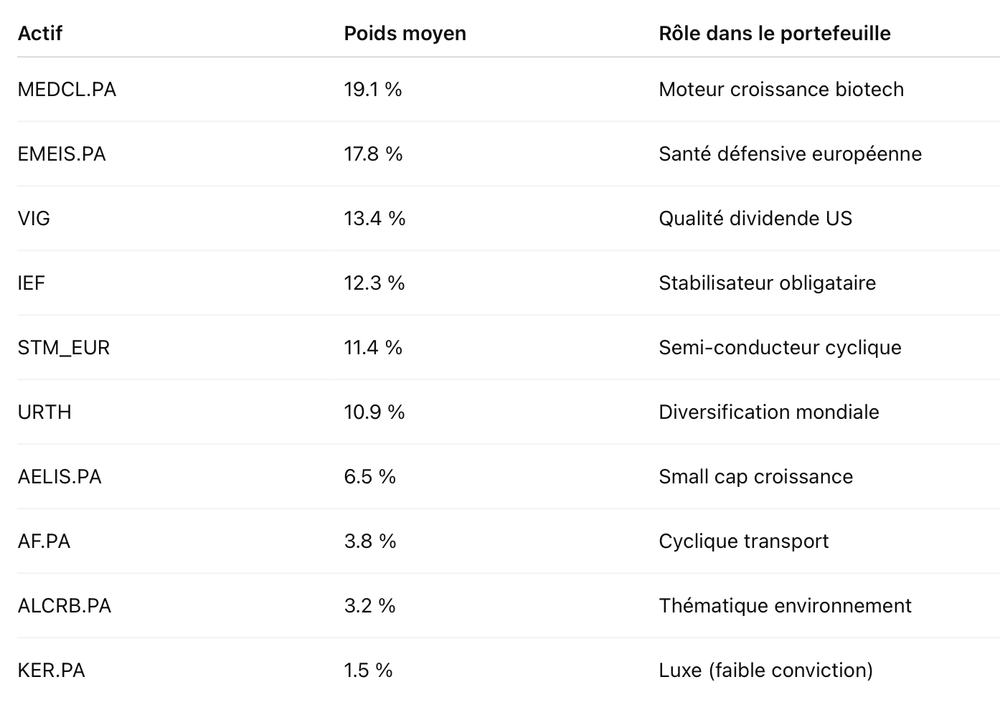 Actif Poids moyen Rôle dans le portefeuille
MEDCL.PA 19.1 % Moteur croissance biotech
EMEIS.PA 17.8 % Santé défensive européenne
VIG 13.4 % Qualité dividende US
IEF 12.3 % Stabilisateur obligataire
STM_EUR 11.4 % Semi-conducteur cyclique
URTH 10.9 % Diversification mondiale
AELIS.PA 6.5 % Small cap croissance
AF.PA 3.8 % Cyclique transport
ALCRB.PA 3.2 % Thématique environnement
KER.PA 1.5 % Luxe (faible conviction)